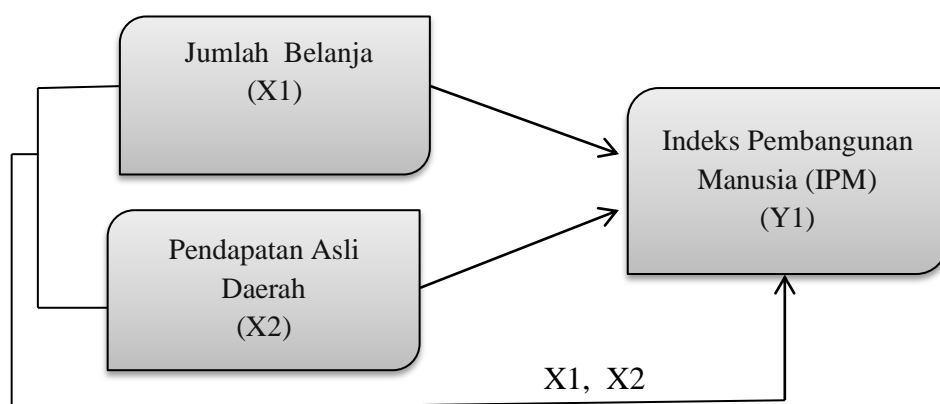 Jumlah Belanja
(X1)
Indeks Pembangunan
Manusia (IPM)
(Y1)
Pendapatan Asli
Daerah
(X2)
X1, X2